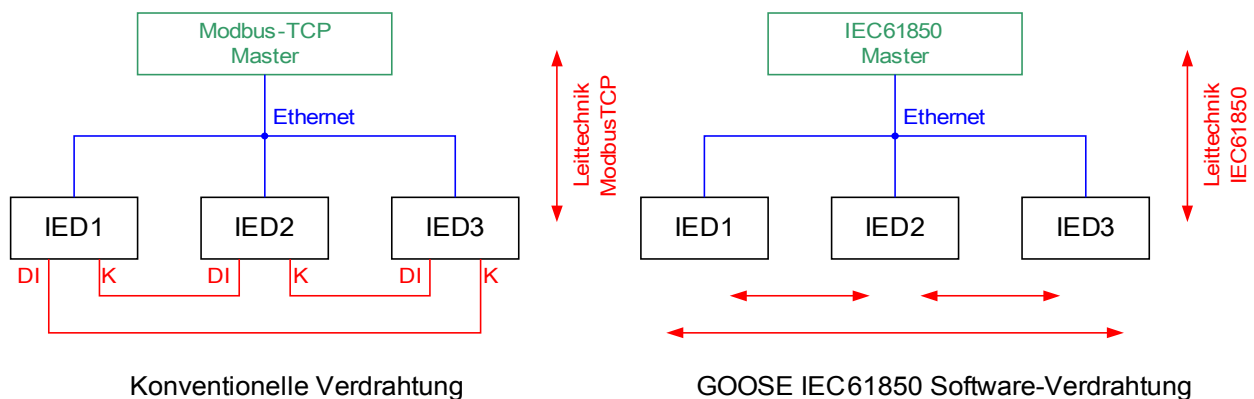 Modbus-TCP
Master
Ethernet
Leittechnik
ModbusTCP
IED1
IED2
IED3
DI
K
DI
K
DI
K
Konventionelle Verdrahtung
IEC61850
Master
Ethernet
Leittechnik
IEC61850
IED1
IED2
IED3
GOOSE IEC61850 Software-Verdrahtung